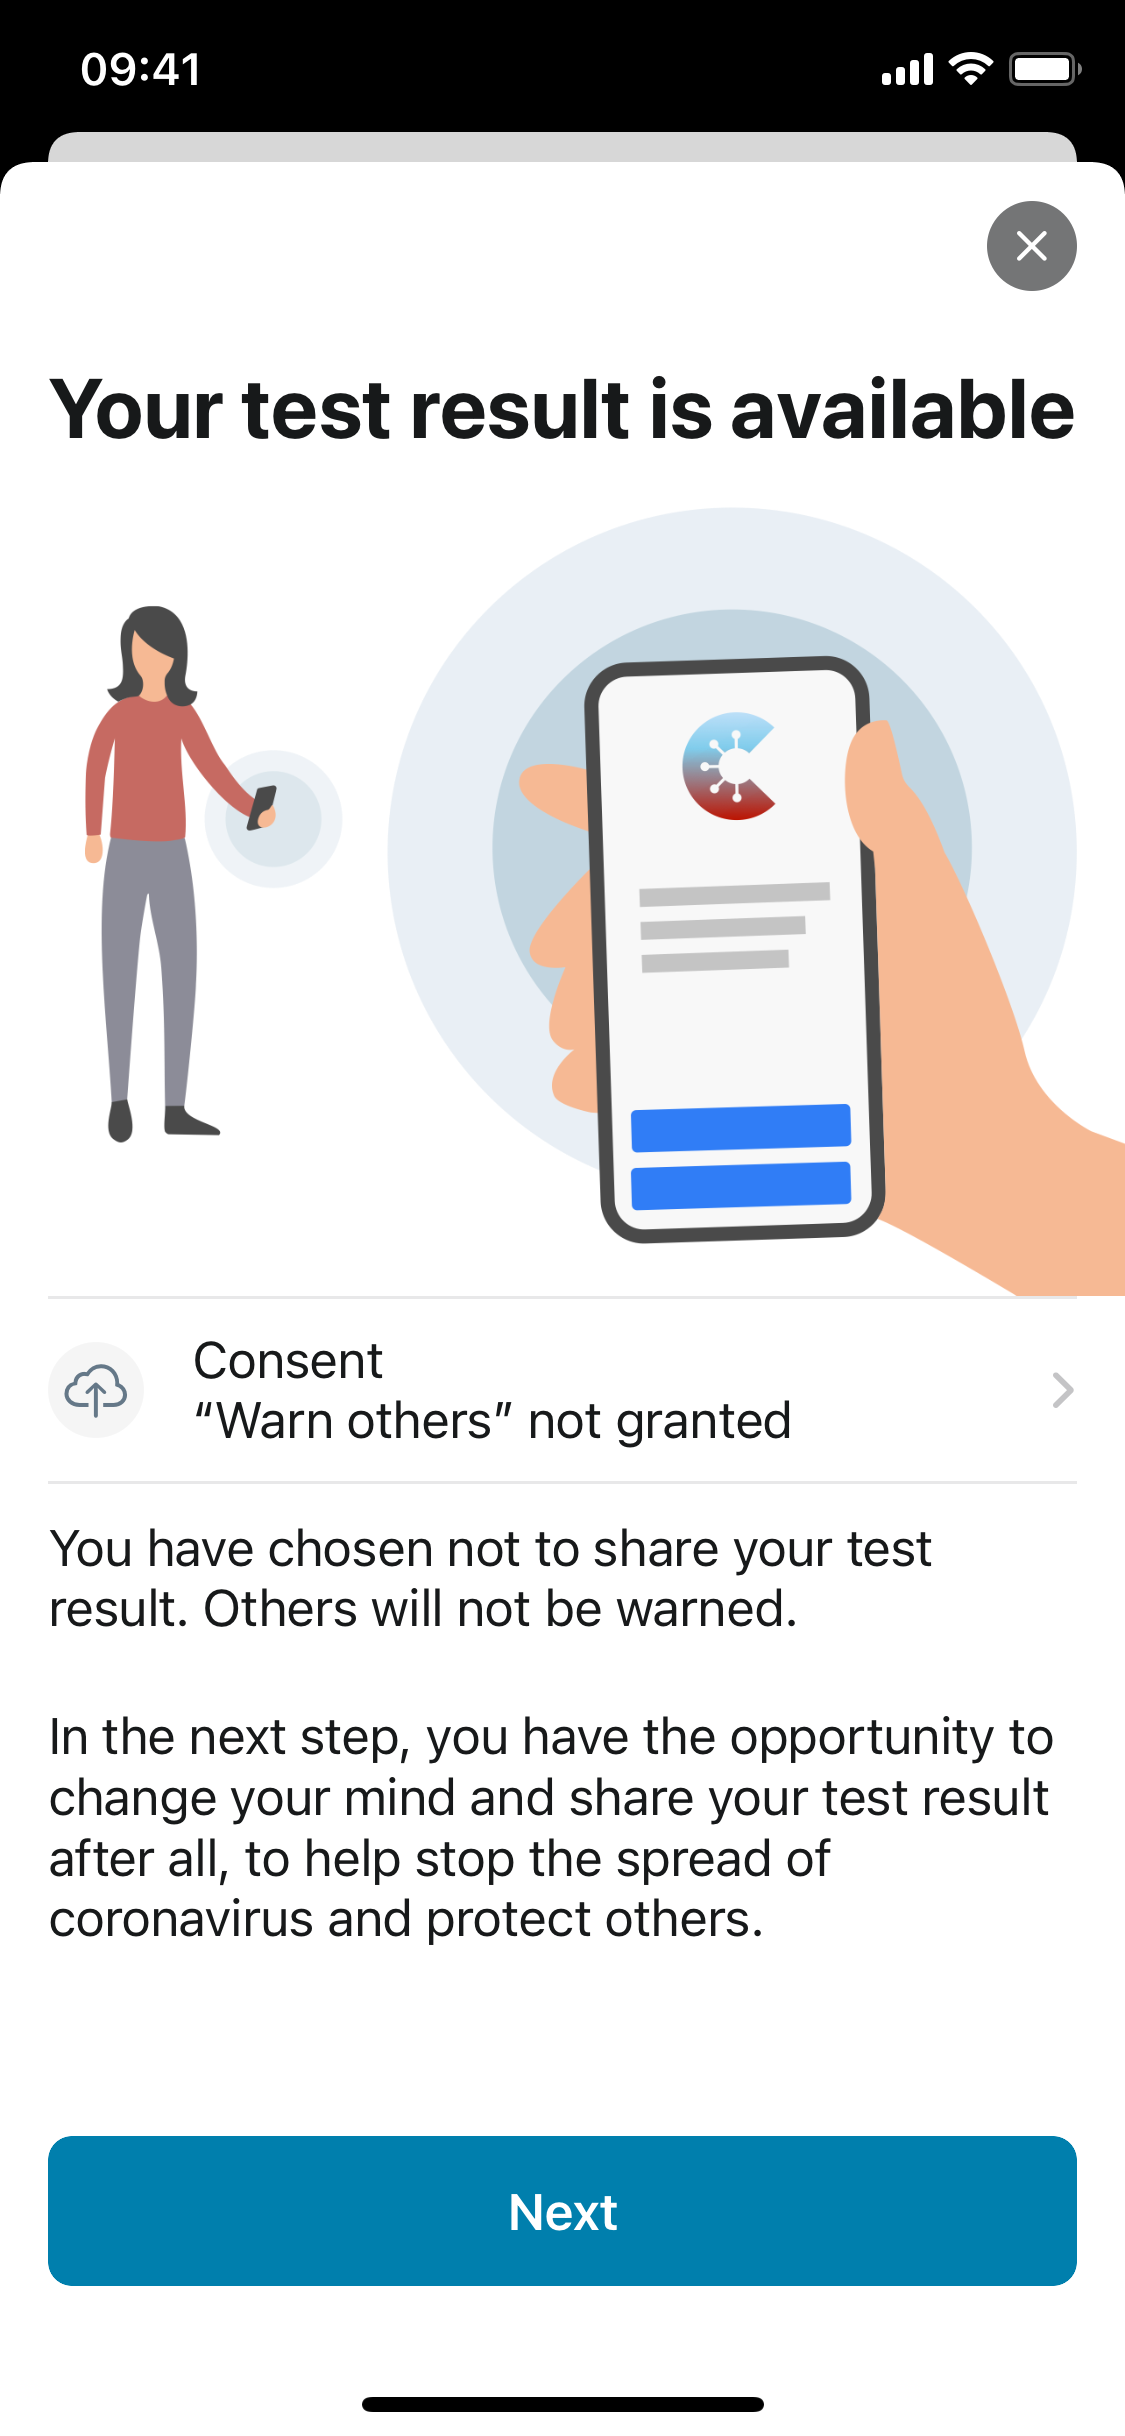 09:41
Your test result is available
Consent
“Warn others” not granted
You have chosen not to share your test
result. Others will not be warned.
In the next step, you have the opportunity to
change your mind and share your test result
after all, to help stop the spread of
coronavirus and protect others.
Next